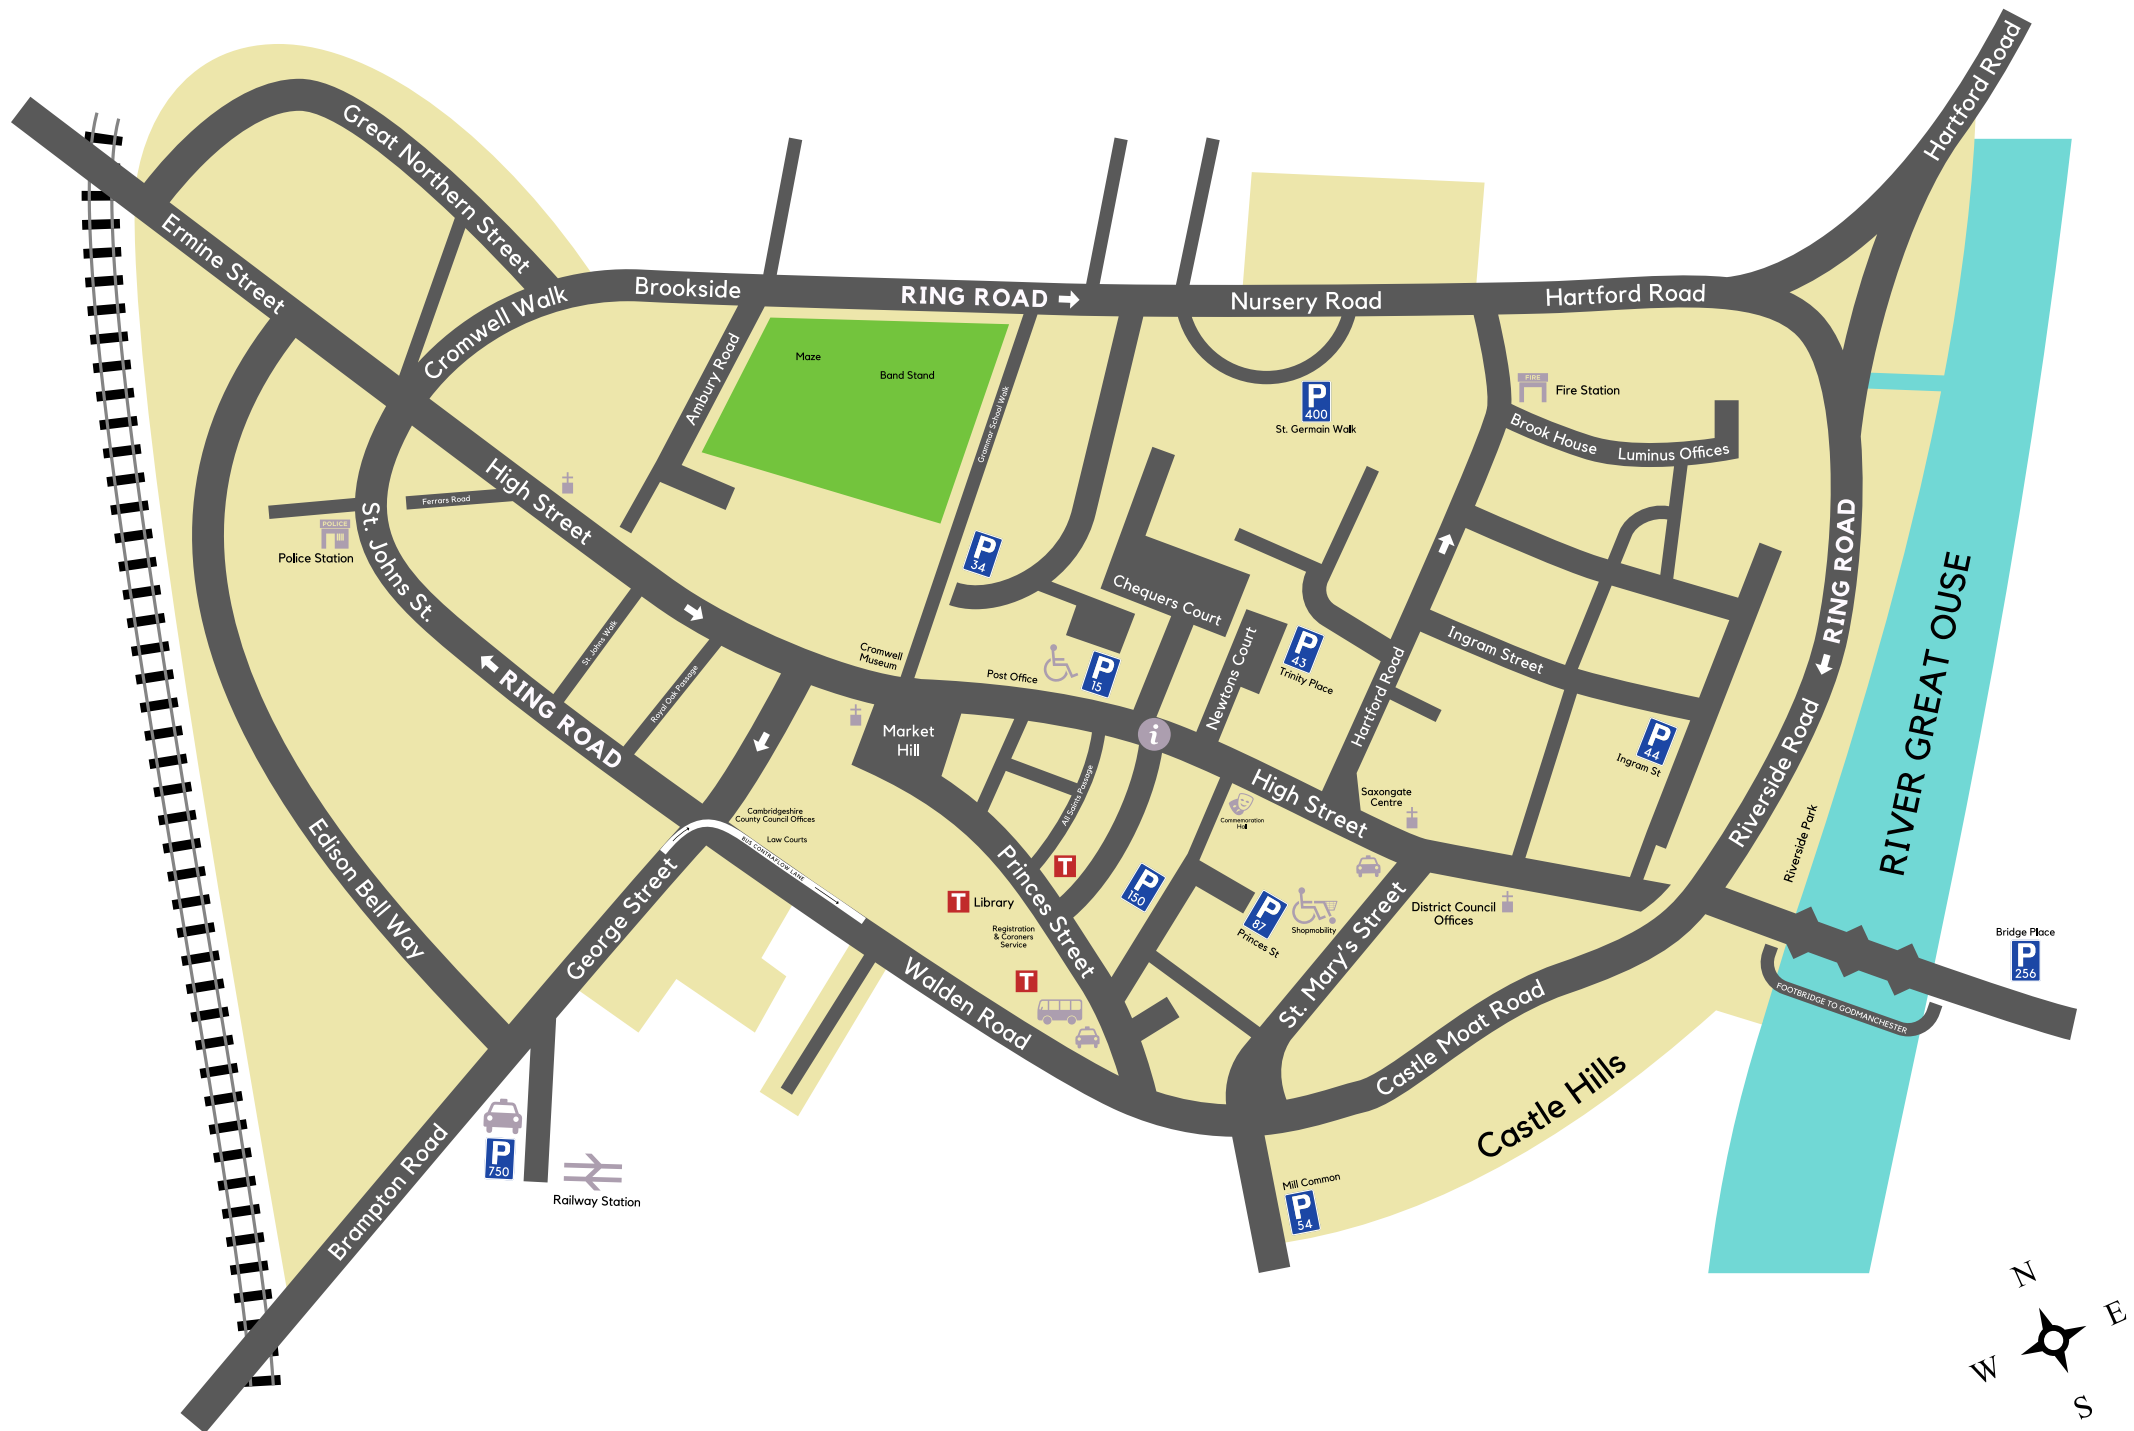 Hartford Road
Great Northern Street
Ermine Street
Cromwell Walk
Brookside
RING ROAD
Nursery Road
Hartford Road
Ambury Road
Maze
Band Stand
Grammar School Walk
P
400
St. Germain Walk
FIRE
Fire Station
Brook House
Luminus Offices
High Street
Ferrars Road
POLICE
Police Station
St. Johns St.
P
34
Chequers Court
RING ROAD
RIVER GREAT OUSE
St. Johns Walk
Royal Oak Passage
RING ROAD
Cromwell
Museum
Post Office
P
15
Newtons Court
P
43
Trinity Place
Hartford Road
Ingram Street
P
44
Ingram St
Riverside Road
Riverside Park
Market
Hill
i
All Saints Passage
High Street
Commemoration
Hall
Saxongate
Centre
Cambridgeshire
County Council Offices
Law Courts
BUS CONTRAFLOW LANE
Edison Bell Way
George Street
Princes Street
T
T
Library
Registration
& Coroners
Service
T
P
150
P
87
Princes St
Shopmobility
St. Mary's Street
District Council
Offices
Bridge Place
P
256
FOOTBRIDGE TO GODMANCHESTER
Walden Road
Castle Moat Road
Castle Hills
Brampton Road
P
750
Railway Station
Mill Common
P
54
N
E
W
S